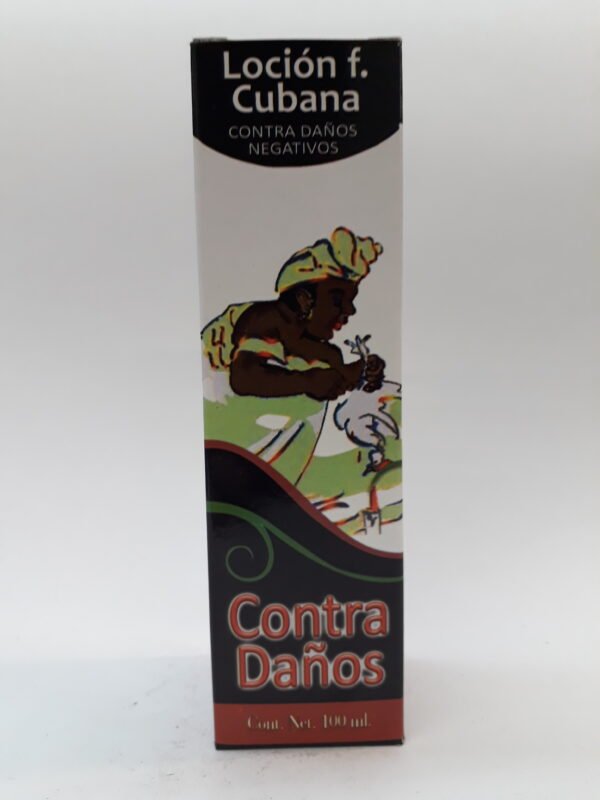 Loción f.
Cubana
CONTRA DAÑOS
NEGATIVOS
Contra
Daños
Cont. Net. 100 ml.